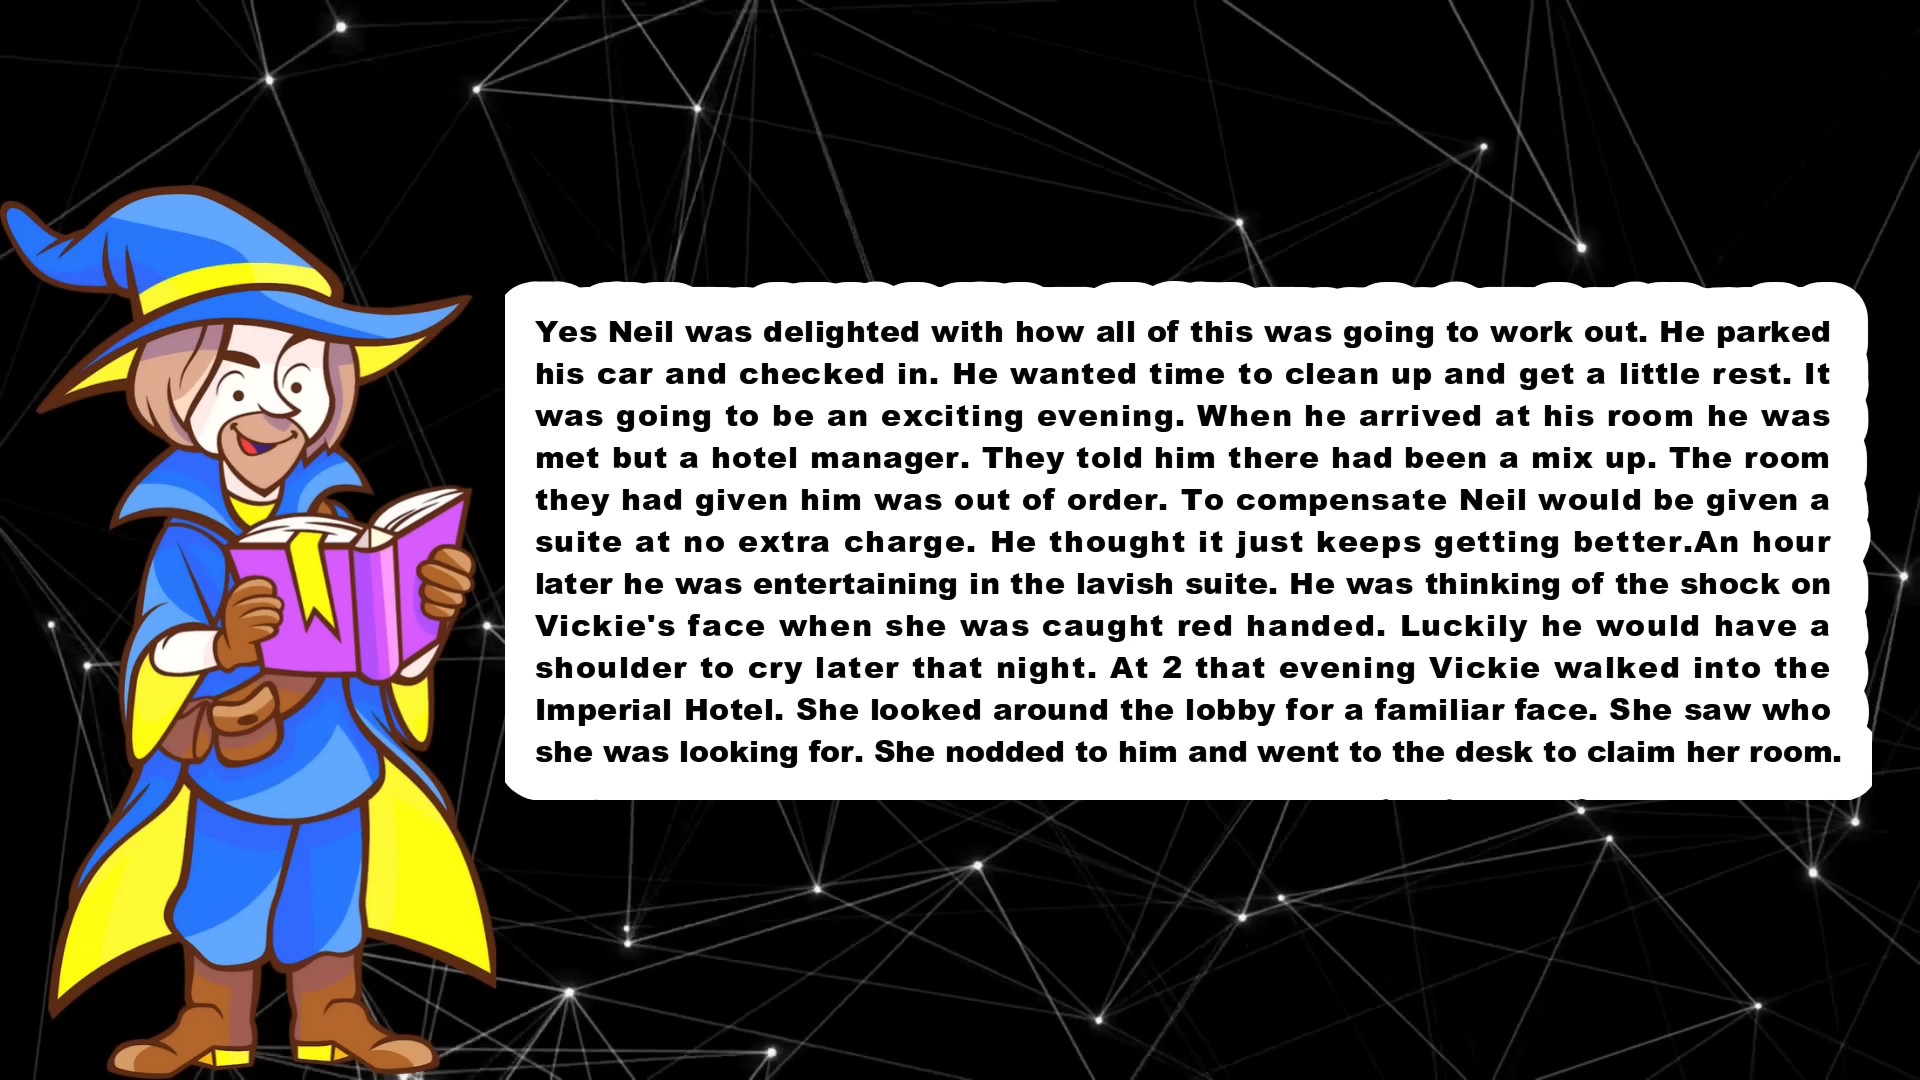 Yes Neil was delighted with how all of this was going to work out. He parked
his car and checked in. He wanted time to clean up and get a little rest. It
was going to be an exciting evening. When he arrived at his room he was
met but a hotel manager. They told him there had been a mix up. The room
they had given him was out of order. To compensate Neil would be given a
suite at no extra charge. He thought it just keeps getting better.An hour
later he was entertaining in the lavish suite. He was thinking of the shock on
Vickie's face when she was caught red handed. Luckily he would have a
shoulder to cry later that night. At 2 that evening Vickie walked into the
Imperial Hotel. She looked around the lobby for a familiar face. She saw who
she was looking for. She nodded to him and went to the desk to claim her room.